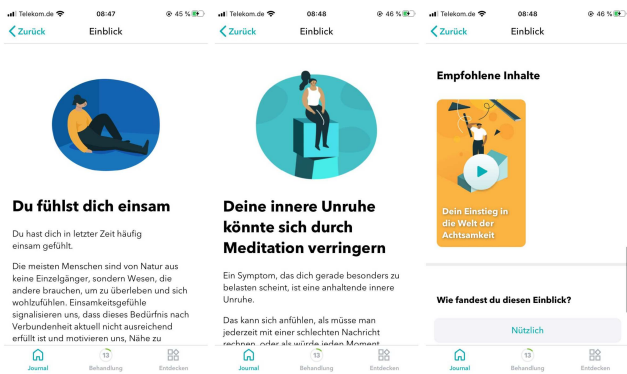 Telekom.de 08:47 45 %
Zurück Einblick
Du fühlst dich einsam
Du hast dich in letzter Zeit häufig
einsam gefühlt.
Die meisten Menschen sind von Natur aus
keine Einzelgänger, sondern Wesen, die
andere brauchen, um zu überleben und sich
wohlzufühlen. Einsamkeitsgefühle
signalisieren uns, dass dieses Bedürfnis nach
Verbundenheit aktuell nicht ausreichend
erfüllt ist und motivieren uns, Nähe zu
13
Journal Behandlung Entdecken
Telekom.de 08:48 46 %
Zurück Einblick
Deine innere Unruhe
könnte sich durch
Meditation verringern
Ein Symptom, das dich gerade besonders zu
belasten scheint, ist eine anhaltende innere
Unruhe.
Das kann sich anfühlen, als müsse man
jederzeit mit einer schlechten Nachricht
rechnen, oder als würde jeden Moment
13
Journal Behandlung Entdecken
Telekom.de 08:48 46 %
Zurück Einblick
Empfohlene Inhalte
Dein Einstieg in
die Welt der
Achtsamkeit
Wie fandest du diesen Einblick?
Nützlich
13
Journal Behandlung Entdecken